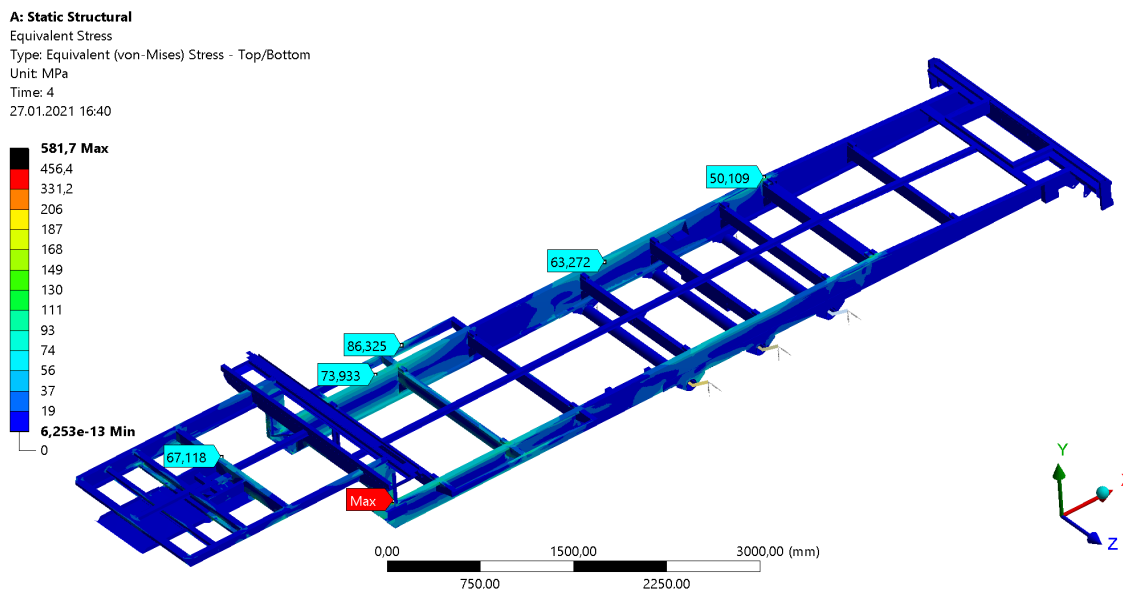 A: Static Structural
Equivalent Stress
Type: Equivalent (von-Mises) Stress - Top/Bottom
Unit: MPa
Time: 4
27.01.2021 16:40
581,7 Max
456,4
331,2
206
187
168
149
130
111
93
74
56
37
19
6,253e-13 Min
0
50,109
63,272
86,325
73,933
67,118
Max
0,00 1500,00 3000,00 (mm)
750,00 2250,00
Y
Z